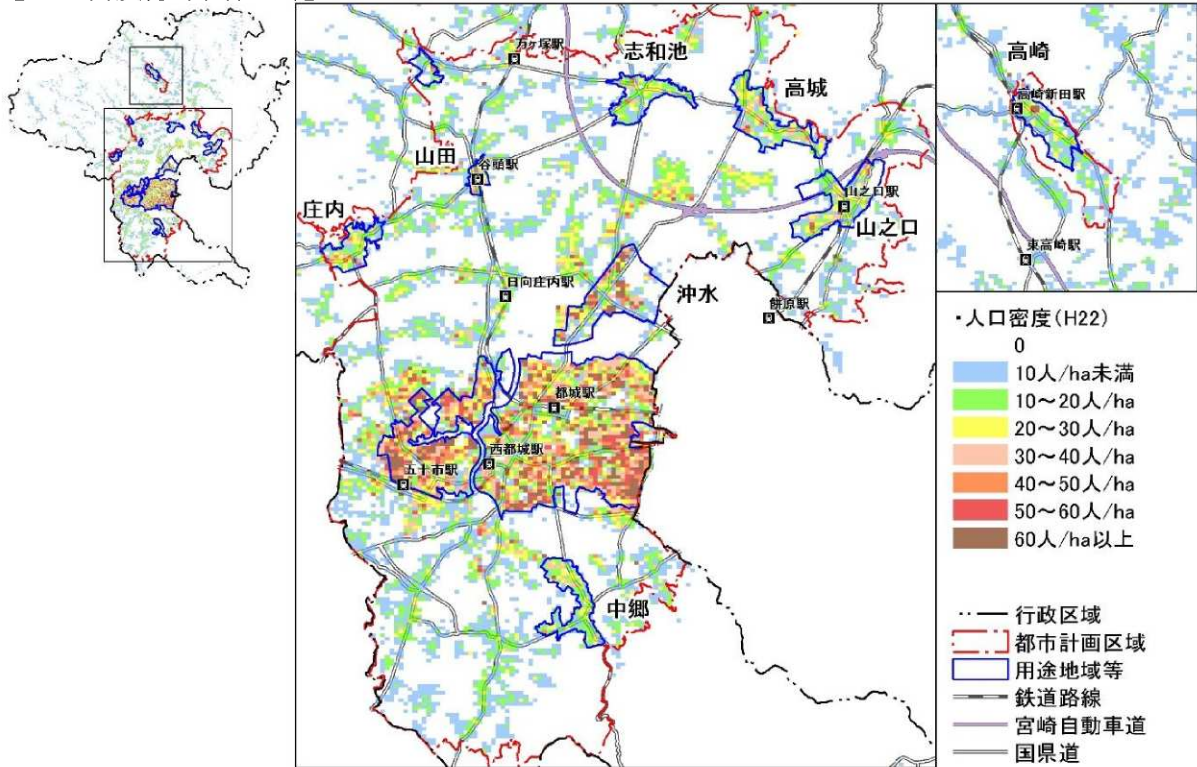 万ヶ塚駅
志和池
高城
山田
谷頭駅
山之口駅
山之口
庄内
日向庄内駅
沖水
餅原駅
都城駅
西都城駅
五十市駅
中郷
高崎
高崎新田駅
東高崎駅
・人口密度(H22)
0
10人/ha未満
10～20人/ha
20～30人/ha
30～40人/ha
40～50人/ha
50～60人/ha
60人/ha以上
行政区域
都市計画区域
用途地域等
鉄道路線
宮崎自動車道
国県道